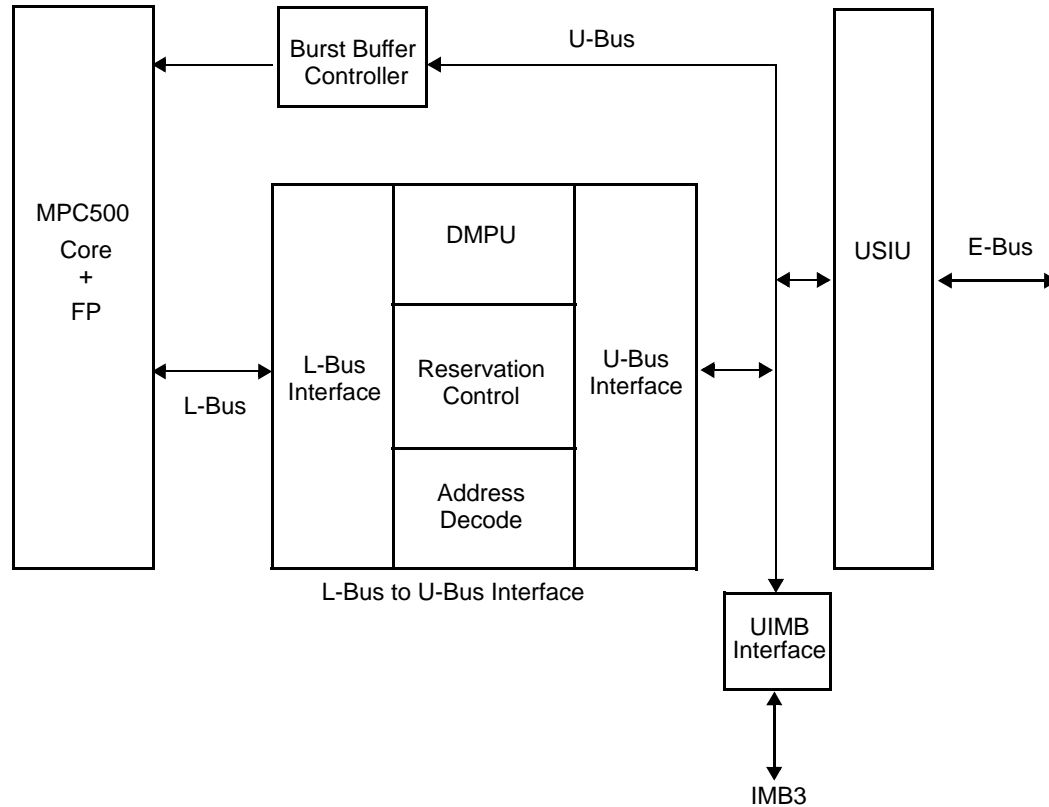 Burst Buffer
Controller
U-Bus
MPC500
Core
+
FP
DMPU
USIU
E-Bus
L-Bus
L-Bus
Interface
Reservation
Control
U-Bus
Interface
Address
Decode
L-Bus to U-Bus Interface
UIMB
Interface
IMB3